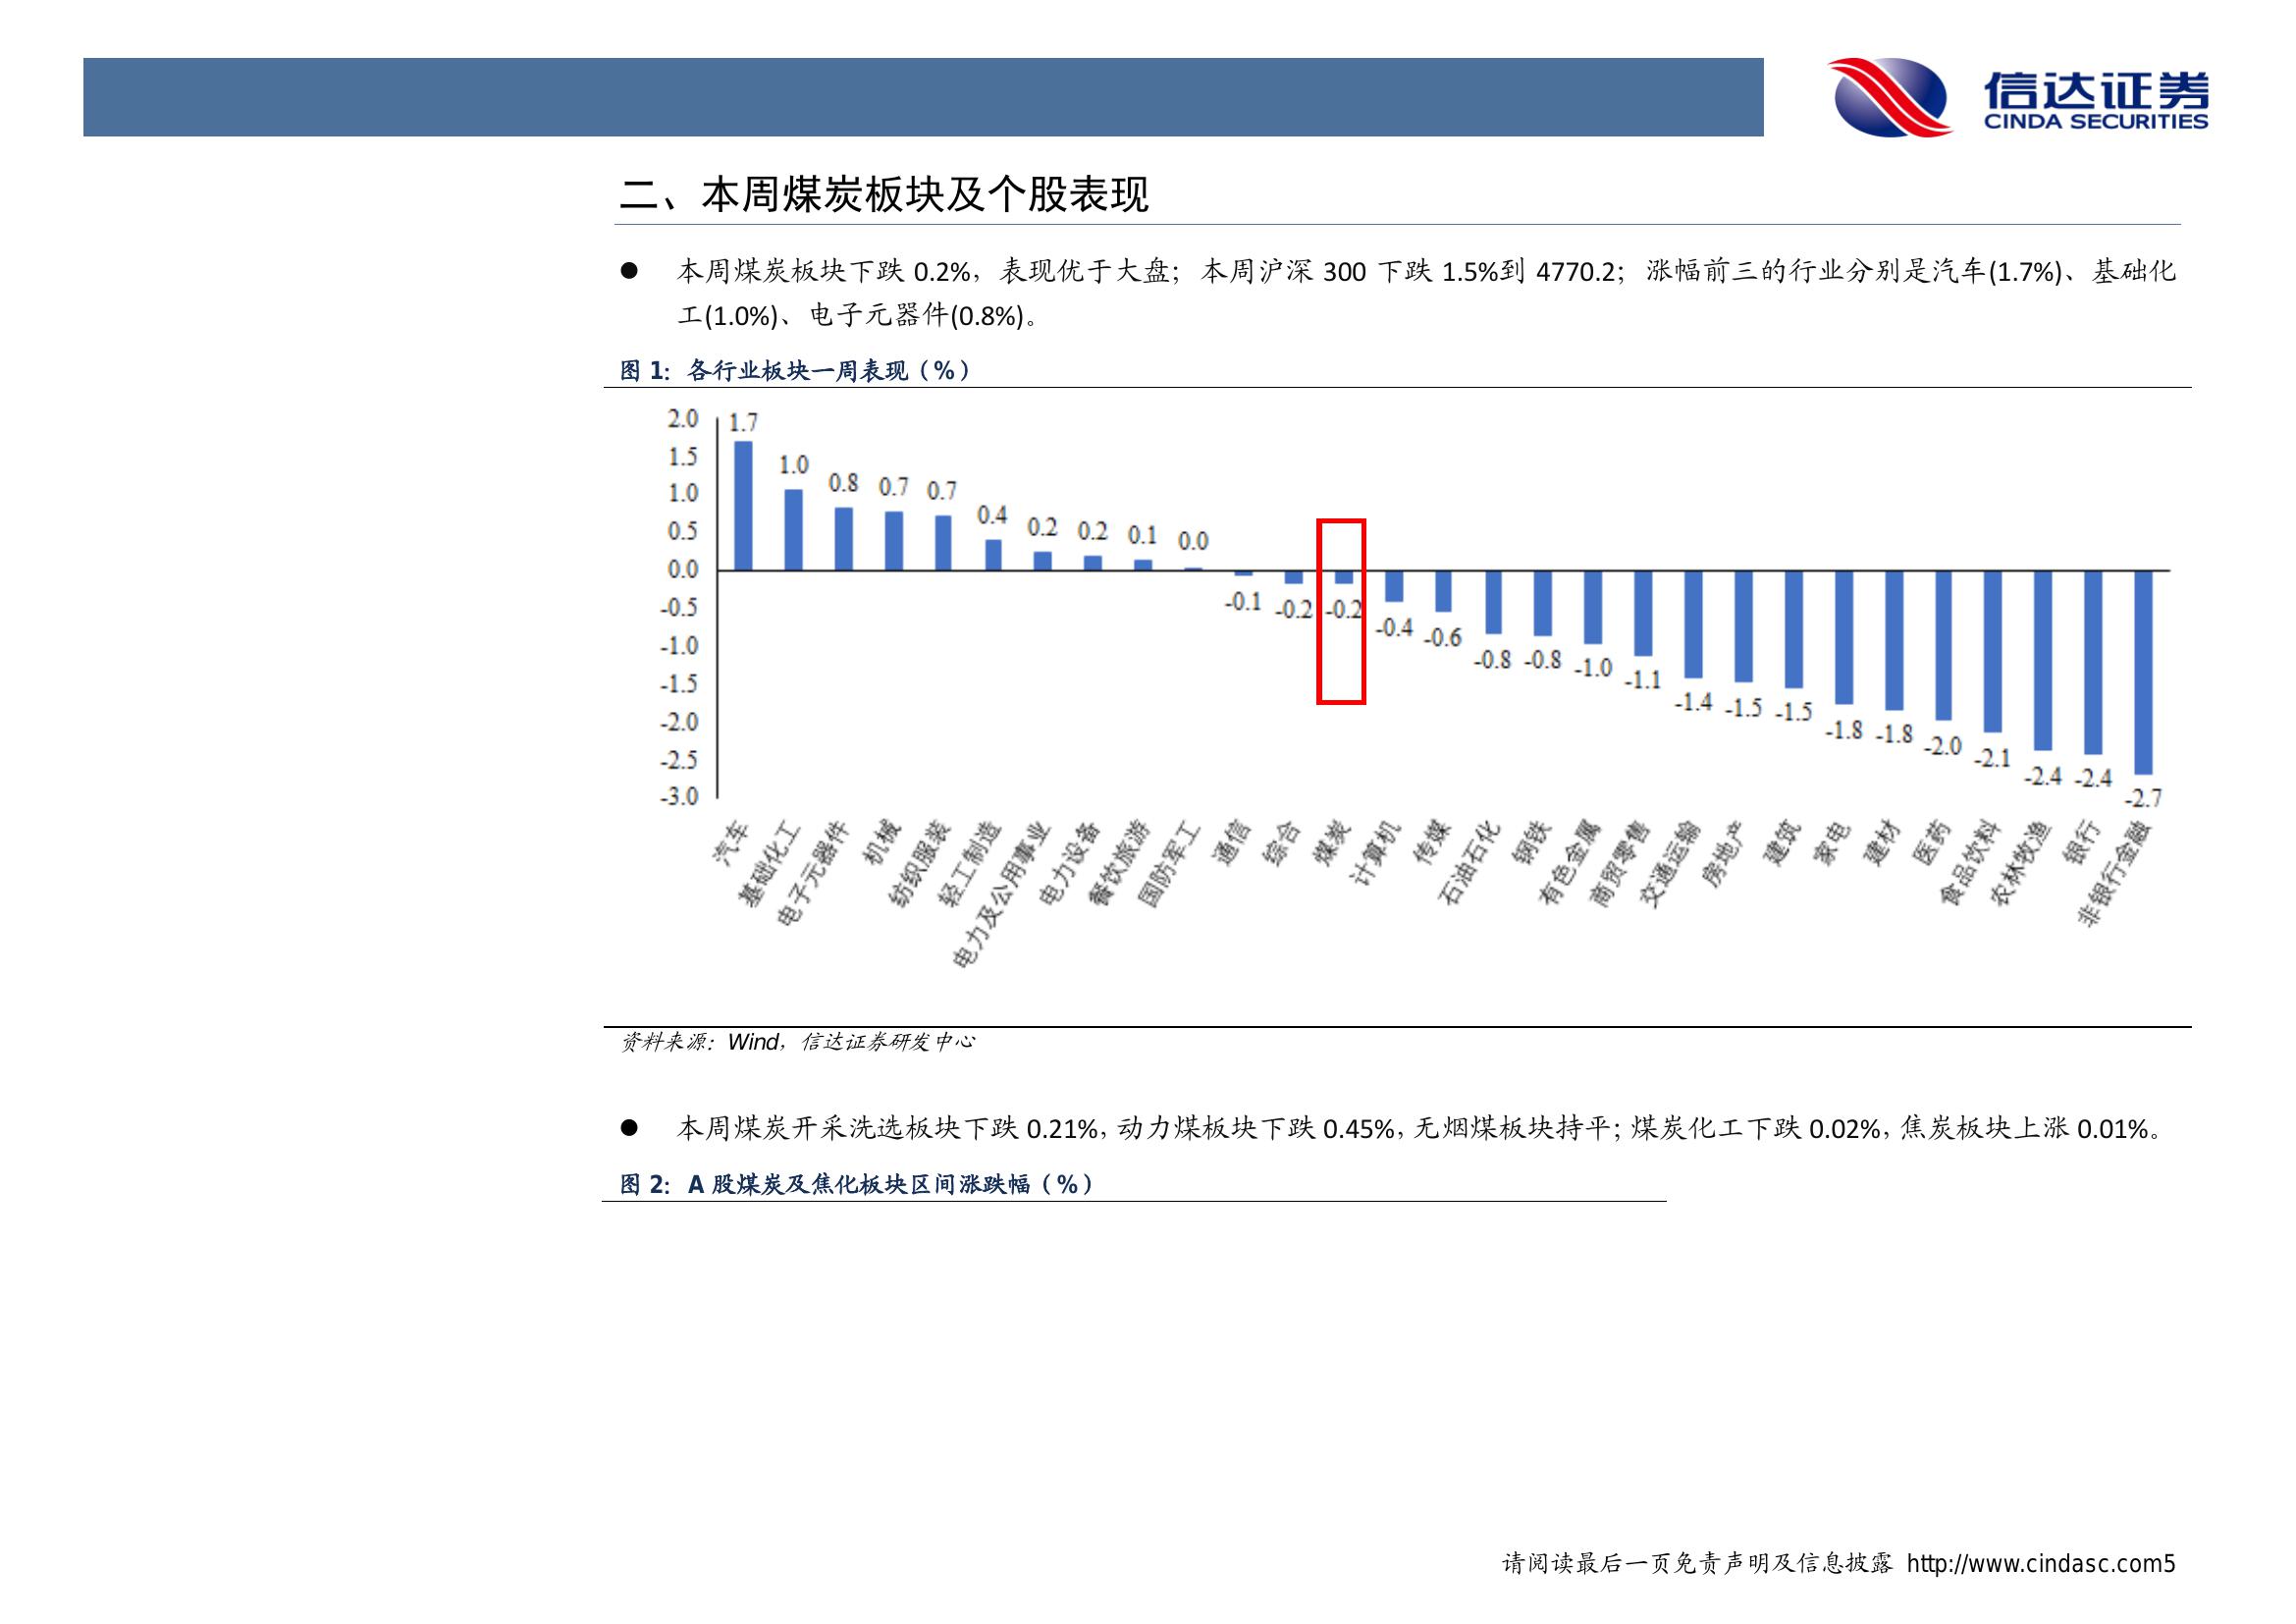 信达证券
CINDA SECURITIES
二、本周煤炭板块及个股表现
● 本周煤炭板块下跌 0.2%，表现优于大盘；本周沪深 300 下跌 1.5%到 4770.2；涨幅前三的行业分别是汽车(1.7%)、基础化
工(1.0%)、电子元器件(0.8%)。
图 1：各行业板块一周表现（%）
2.0
1.5
1.0
0.5
0.0
-0.5
-1.0
-1.5
-2.0
-2.5
-3.0
1.7 1.0 0.8 0.7 0.7 0.4 0.2 0.2 0.1 0.0 -0.1 -0.2 -0.2 -0.4 -0.6 -0.8 -0.8 -1.0 -1.1 -1.4 -1.5 -1.5 -1.8 -1.8 -2.0 -2.1 -2.4 -2.4 -2.7
汽车 基础化工 电子元器件 机械 纺织服装 轻工制造 电力及公用事业 电力设备 餐饮旅游 国防军工 通信 综合 煤炭 计算机 传媒 石油石化 钢铁 有色金属 商贸零售 交通运输 房地产 建筑 家电 建材 医药 食品饮料 农林牧渔 银行 非银行金融
资料来源：Wind，信达证券研发中心
● 本周煤炭开采洗选板块下跌 0.21%，动力煤板块下跌 0.45%，无烟煤板块持平；煤炭化工下跌 0.02%，焦炭板块上涨 0.01%。
图 2：A 股煤炭及焦化板块区间涨跌幅（%）
请阅读最后一页免责声明及信息披露 http://www.cindasc.com5